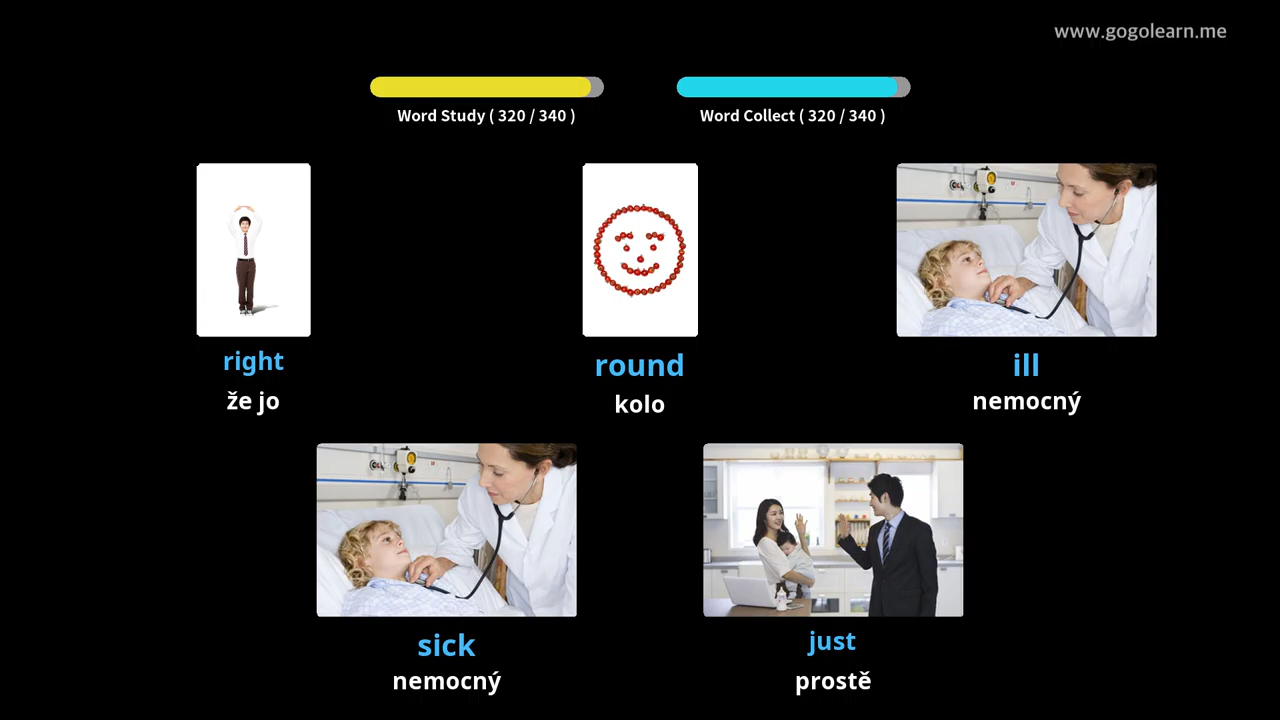 www.gogolearn.me
Word Study ( 320 / 340 )
Word Collect ( 320 / 340 )
right
round
ill
že jo
kolo
nemocný
sick
just
nemocný
prostě